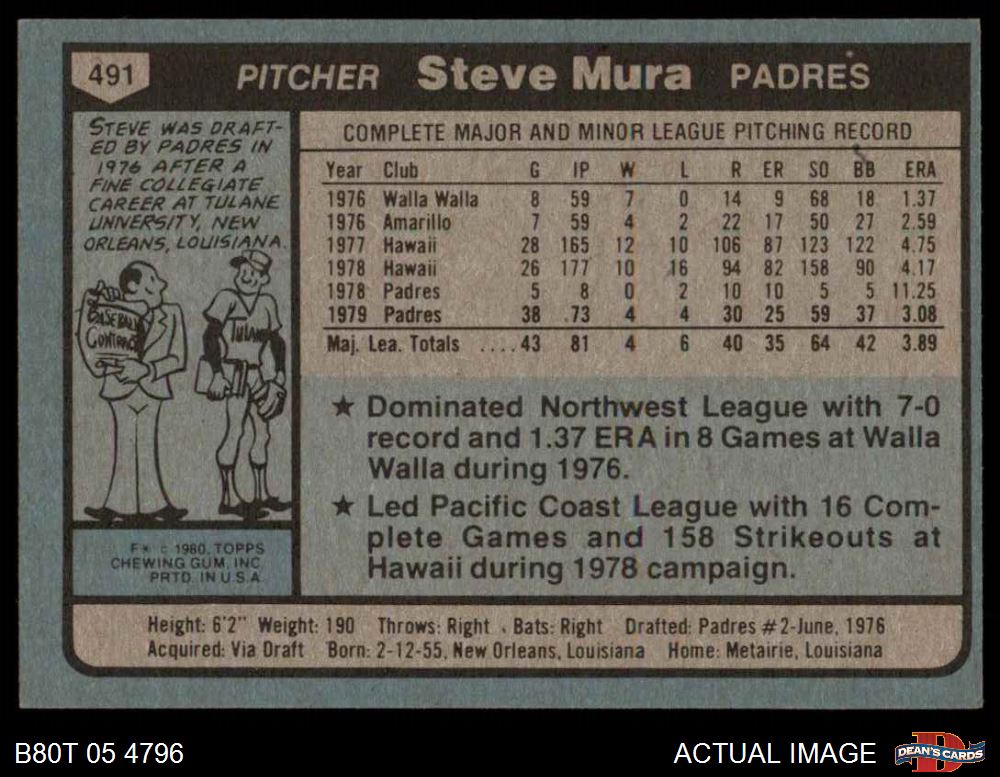 491 PITCHER Steve Mura PADRES
STEVE WAS DRAFT-
ED BY PADRES IN
1976 AFTER A
FINE COLLEGIATE
CAREER AT TULANE
UNIVERSITY, NEW
ORLEANS, LOUISIANA.
BASEBALL
CONTRACT
TULANE
F* © 1980, TOPPS
CHEWING GUM, INC.
PRTD. IN U.S.A.
COMPLETE MAJOR AND MINOR LEAGUE PITCHING RECORD
Year Club G IP W L R ER SO BB ERA
1976 Walla Walla 8 59 7 0 14 9 68 18 1.37
1976 Amarillo 7 59 4 2 22 17 50 27 2.59
1977 Hawaii 28 165 12 10 106 87 123 122 4.75
1978 Hawaii 26 177 10 16 94 82 158 90 4.17
1978 Padres 5 8 0 2 10 10 5 5 11.25
1979 Padres 38 73 4 4 30 25 59 37 3.08
Maj. Lea. Totals ....43 81 4 6 40 35 64 42 3.89
★ Dominated Northwest League with 7-0
record and 1.37 ERA in 8 Games at Walla
Walla during 1976.
★ Led Pacific Coast League with 16 Com-
plete Games and 158 Strikeouts at
Hawaii during 1978 campaign.
Height: 6'2" Weight: 190 Throws: Right Bats: Right Drafted: Padres #2-June, 1976
Acquired: Via Draft Born: 2-12-55, New Orleans, Louisiana Home: Metairie, Louisiana
B80T 05 4796 ACTUAL IMAGE D DEAN'S CARDS